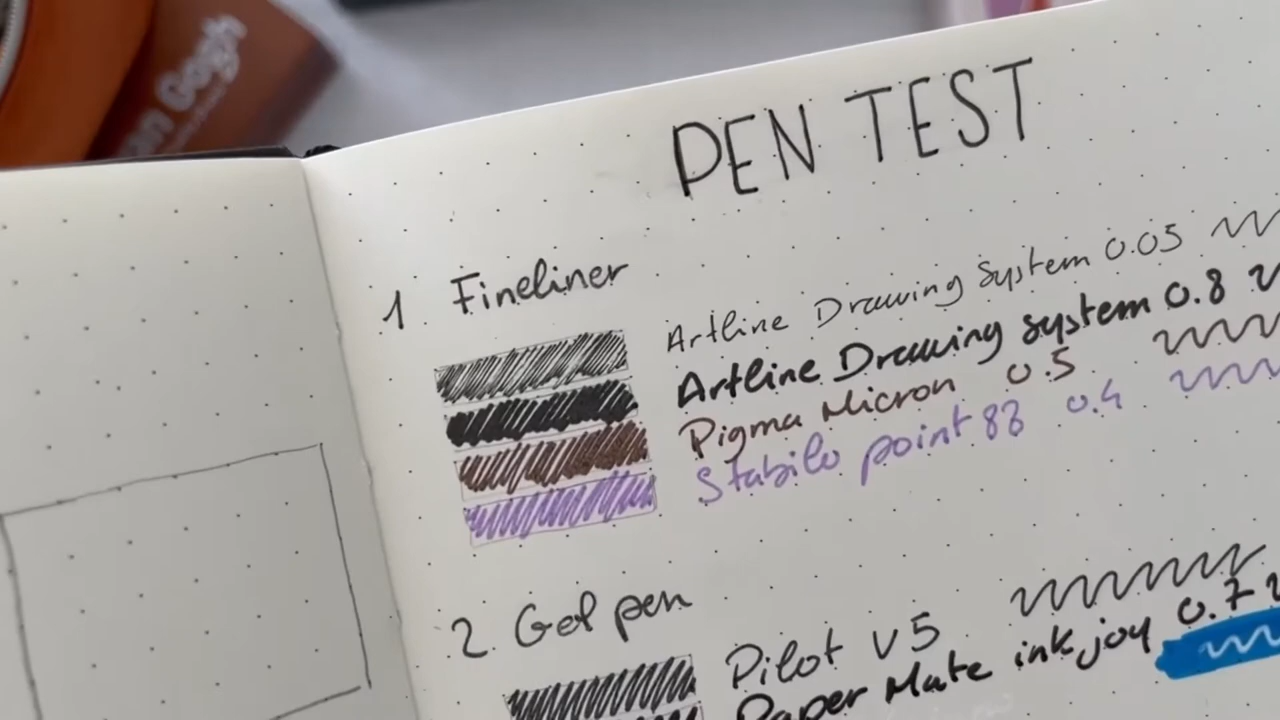 Gogh
PEN TEST
1 Fineliner
Artline Drawing System 0.05
Artline Drawing system 0.8
Pigma Micron 0.5
Stabilo point 88 0.4
2 Gel pen
Pilot V5
Paper Mate inkjoy 0.7